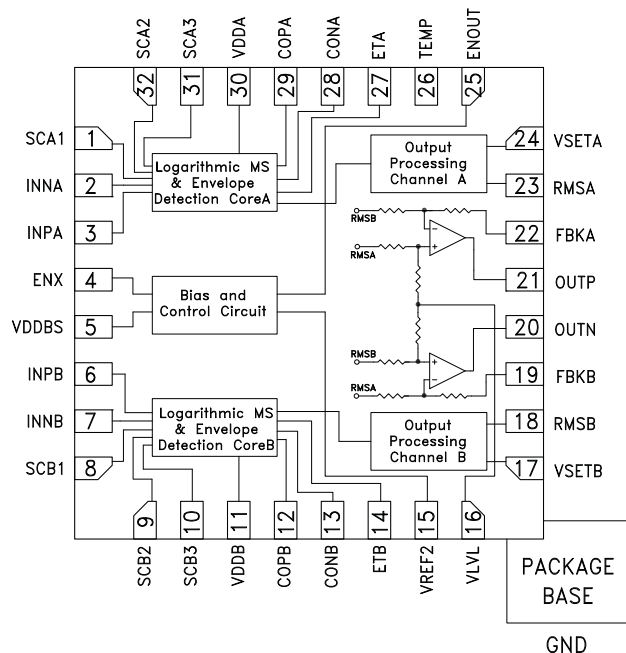 SCA2
SCA3
VDDA
COPA
CONA
ETA
TEMP
ENOUT
32
31
30
29
28
27
26
25
SCA1
1
INNA
2
INPA
3
ENX
4
VDDBS
5
INPB
6
INNB
7
SCB1
8
Logarithmic MS
& Envelope
Detection CoreA
Bias and
Control Circuit
Logarithmic MS
& Envelope
Detection CoreB
Output
Processing
Channel A
RMSB
RMSA
−
+
RMSB
RMSA
+
−
Output
Processing
Channel B
24
VSETA
23
RMSA
22
FBKA
21
OUTP
20
OUTN
19
FBKB
18
RMSB
17
VSETB
9
10
11
12
13
14
15
16
SCB2
SCB3
VDDB
COPB
CONB
ETB
VREF2
VLVL
PACKAGE
BASE
GND